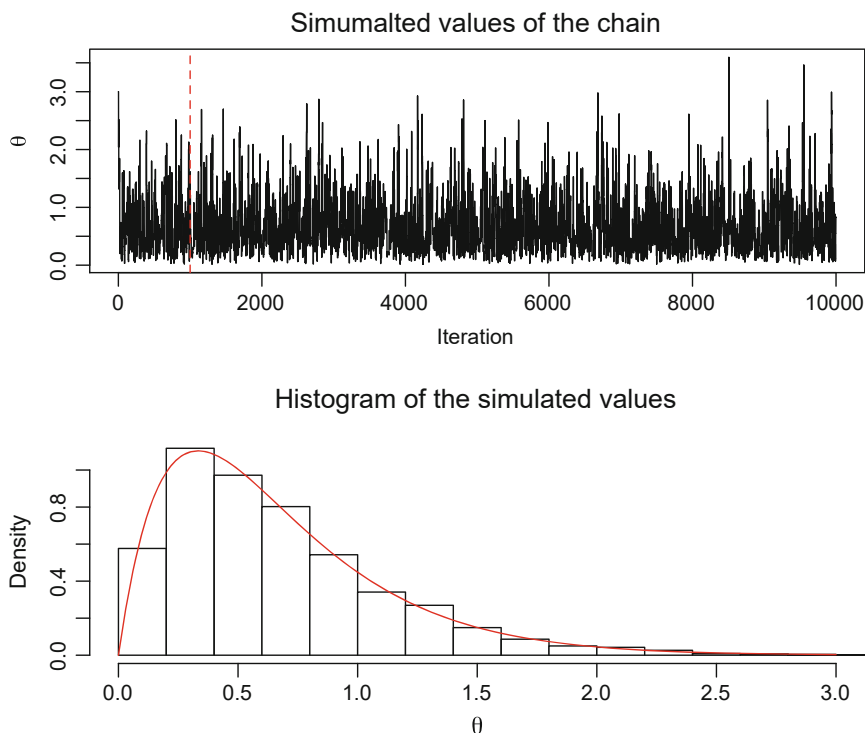 Simumalted values of the chain
θ
3.0
2.0
1.0
0.0
0 2000 4000 6000 8000 10000
Iteration
Histogram of the simulated values
Density
0.8
0.4
0.0
0.0 0.5 1.0 1.5 2.0 2.5 3.0
θ